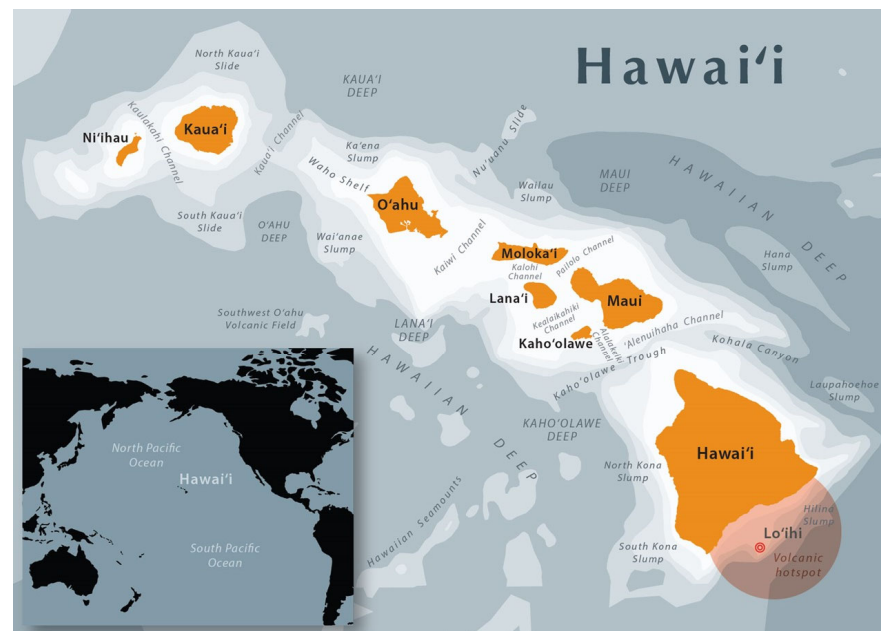 Hawai‘i
North Kaua‘i
Slide
KAUA‘I
DEEP
Kaulakahi Channel
Ni‘ihau
Kaua‘i
Kaua‘i Channel
Ka‘ena
Slump
Nu‘uanu Slide
Waho Shelf
Wailau
Slump
MAUI
DEEP
HAWAIIAN DEEP
O‘ahu
South Kaua‘i
Slide
O‘AHU
DEEP
Wai‘anae
Slump
Kaiwi Channel
Moloka‘i
Kalohi
Channel
Pailolo Channel
Hana
Slump
Lana‘i
Maui
Kealaikahiki
Channel
Kaho‘olawe
Alalakeiki
Channel
‘Alenuihaha Channel
Southwest O‘ahu
Volcanic Field
LANA‘I
DEEP
Kaho‘olawe Trough
Kohala Canyon
HAWAIIAN DEEP
Laupahoehoe
Slump
KAHO‘OLAWE
DEEP
North Pacific
Ocean
Hawai‘i
South Pacific
Ocean
Hawaiian Seamounts
North Kona
Slump
Hawai‘i
Hilina
Slump
Lo‘ihi
South Kona
Slump
Volcanic
hotspot